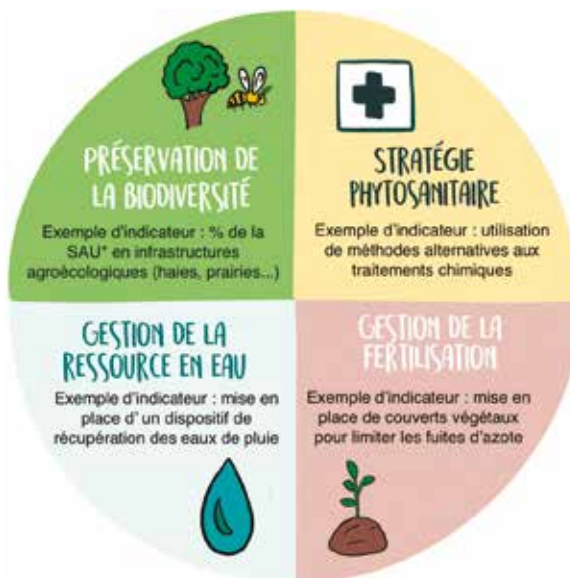 PRÉSERVATION DE
LA BIODIVERSITÉ
Exemple d'indicateur : % de la
SAU* en infrastructures
agroécologiques (haies, prairies...)
STRATÉGIE
PHYTOSANITAIRE
Exemple d'indicateur : utilisation
de méthodes alternatives aux
traitements chimiques
GESTION DE LA
RESSOURCE EN EAU
Exemple d'indicateur : mise en
place d' un dispositif de
récupération des eaux de pluie
GESTION DE LA
FERTILISATION
Exemple d'indicateur : mise en
place de couverts végétaux
pour limiter les fuites d'azote